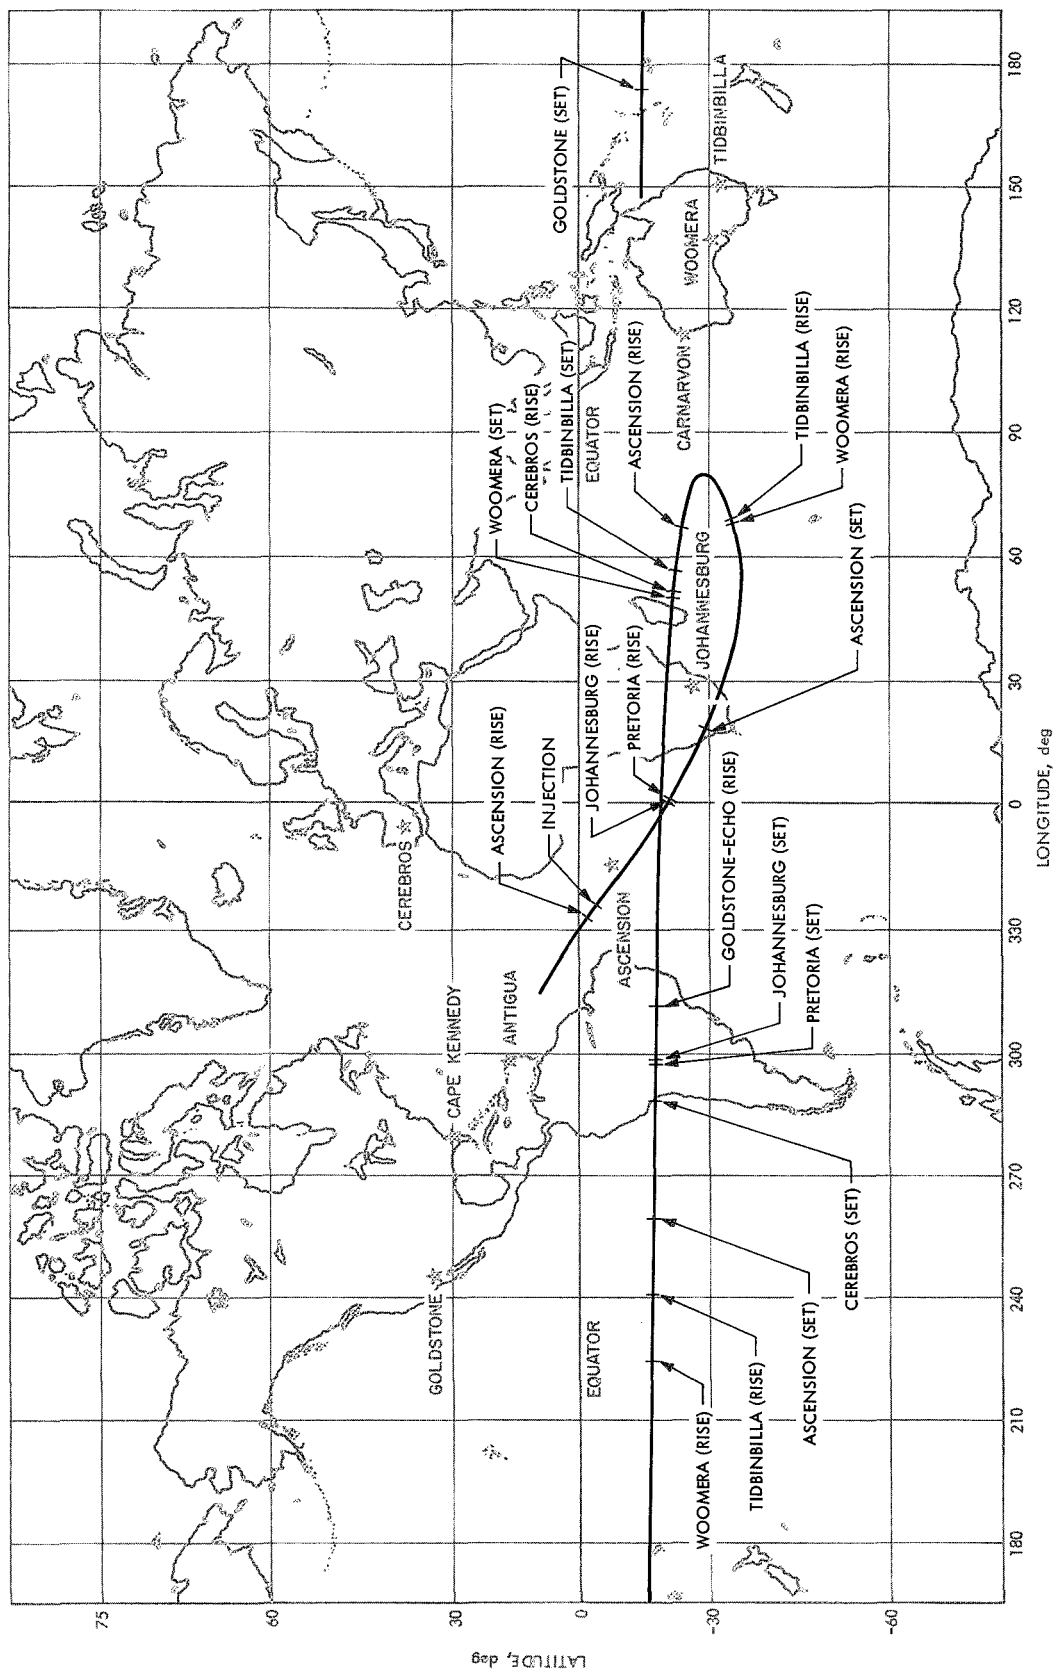 75
60
30
0
-30
-60
LATITUDE, deg
180
210
240
270
300
330
0
30
60
90
120
150
180
LONGITUDE, deg
GOLDSTONE
CAPE KENNEDY
ANTIGUA
CEREBROS
ASCENSION
JOHANNESBURG
CARNARVON
WOOMERA
TIDBINBILLA
EQUATOR
EQUATOR
ASCENSION (RISE)
INJECTION
JOHANNESBURG (RISE)
PRETORIA (RISE)
WOOMERA (SET)
CEREBROS (RISE)
TIDBINBILLA (SET)
ASCENSION (RISE)
GOLDSTONE (SET)
WOOMERA (RISE)
TIDBINBILLA (RISE)
ASCENSION (SET)
CEREBROS (SET)
PRETORIA (SET)
JOHANNESBURG (SET)
GOLDSTONE-ECHO (RISE)
ASCENSION (SET)
WOOMERA (RISE)
TIDBINBILLA (RISE)